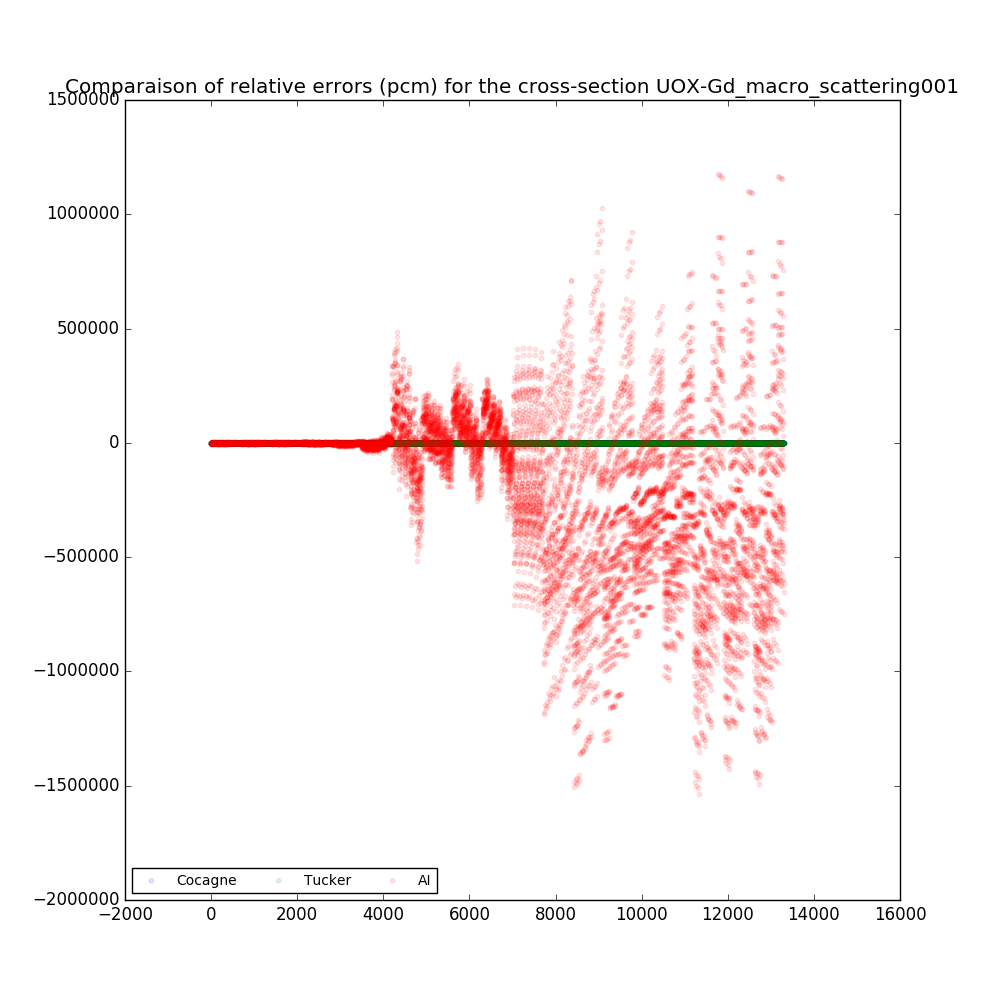 Comparaison of relative errors (pcm) for the cross-section UOX-Gd_macro_scattering001
1500000
1000000
500000
0
−500000
−1000000
−1500000
−2000000
Cocagne Tucker AI
−2000 0 2000 4000 6000 8000 10000 12000 14000 16000